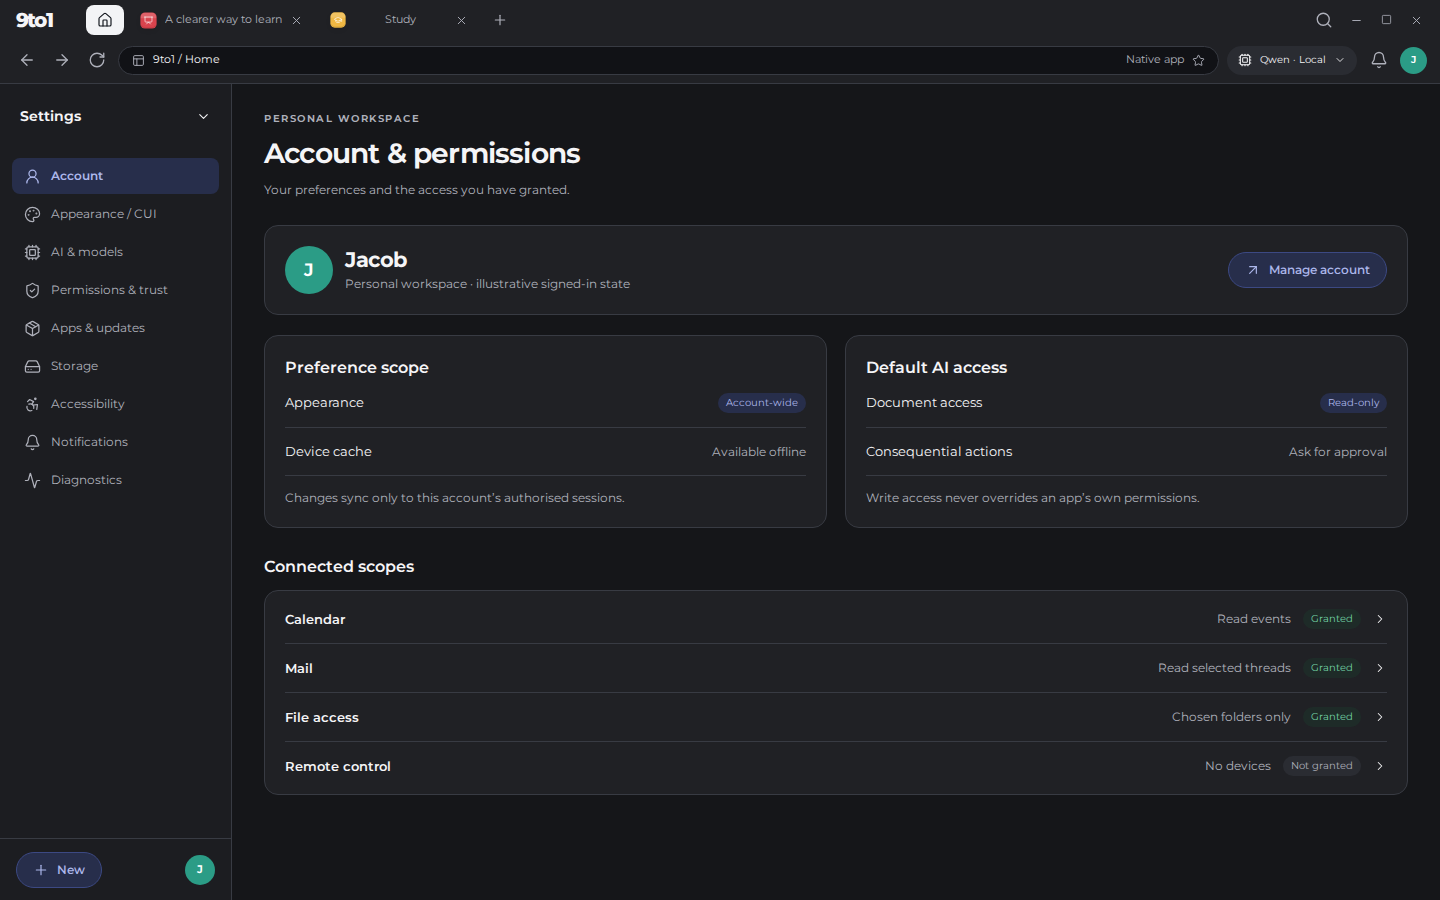 9to1
A clearer way to learn
Study
9to1 / Home
Native app
Qwen · Local
J
Settings
Account
Appearance / CUI
AI & models
Permissions & trust
Apps & updates
Storage
Accessibility
Notifications
Diagnostics
New
J
PERSONAL WORKSPACE
Account & permissions
Your preferences and the access you have granted.
J
Jacob
Personal workspace · illustrative signed-in state
Manage account
Preference scope
Appearance
Account-wide
Device cache
Available offline
Changes sync only to this account's authorised sessions.
Default AI access
Document access
Read-only
Consequential actions
Ask for approval
Write access never overrides an app's own permissions.
Connected scopes
Calendar
Read events
Granted
Mail
Read selected threads
Granted
File access
Chosen folders only
Granted
Remote control
No devices
Not granted